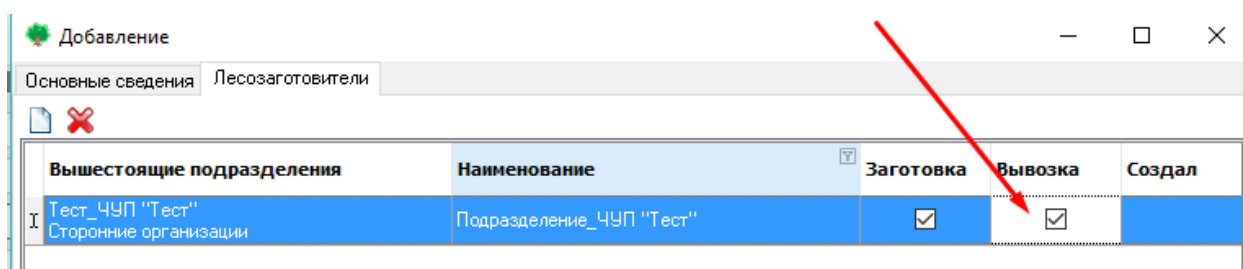 Добавление
Основные сведения Лесозаготовители
Вышестоящие подразделения Наименование Заготовка Вывозка Создал
Тест_ЧУП "Тест"
Сторонние организации
Подразделение_ЧУП "Тест"